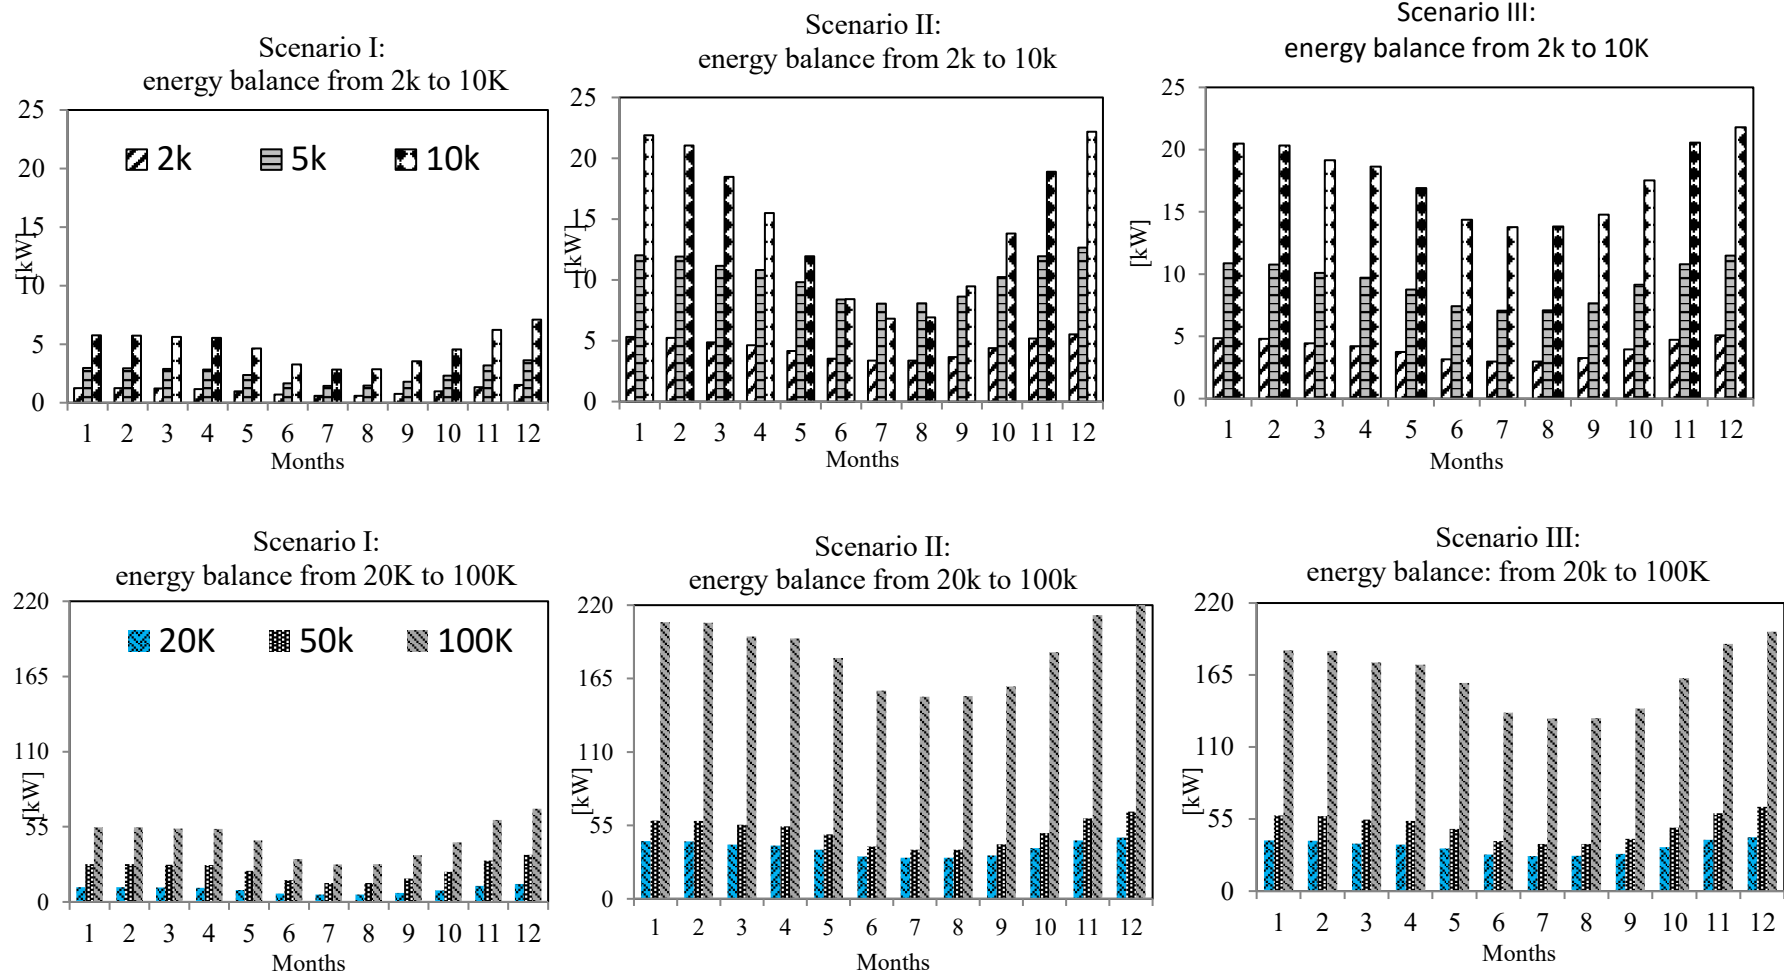 Scenario I:
energy balance from 2k to 10K
25
20
15
10
5
0
[kW]
2k 5k 10k
1 2 3 4 5 6 7 8 9 10 11 12
Months
Scenario II:
energy balance from 2k to 10k
25
20
15
10
5
0
[kW]
1 2 3 4 5 6 7 8 9 10 11 12
Months
Scenario III:
energy balance from 2k to 10K
25
20
15
10
5
0
[kW]
1 2 3 4 5 6 7 8 9 10 11 12
Months
Scenario I:
energy balance from 20K to 100K
220
165
110
55
0
[kW]
20K 50k 100K
1 2 3 4 5 6 7 8 9 10 11 12
Months
Scenario II:
energy balance from 20k to 100k
220
165
110
55
0
[kW]
1 2 3 4 5 6 7 8 9 10 11 12
Months
Scenario III:
energy balance: from 20k to 100K
220
165
110
55
0
[kW]
1 2 3 4 5 6 7 8 9 10 11 12
Months